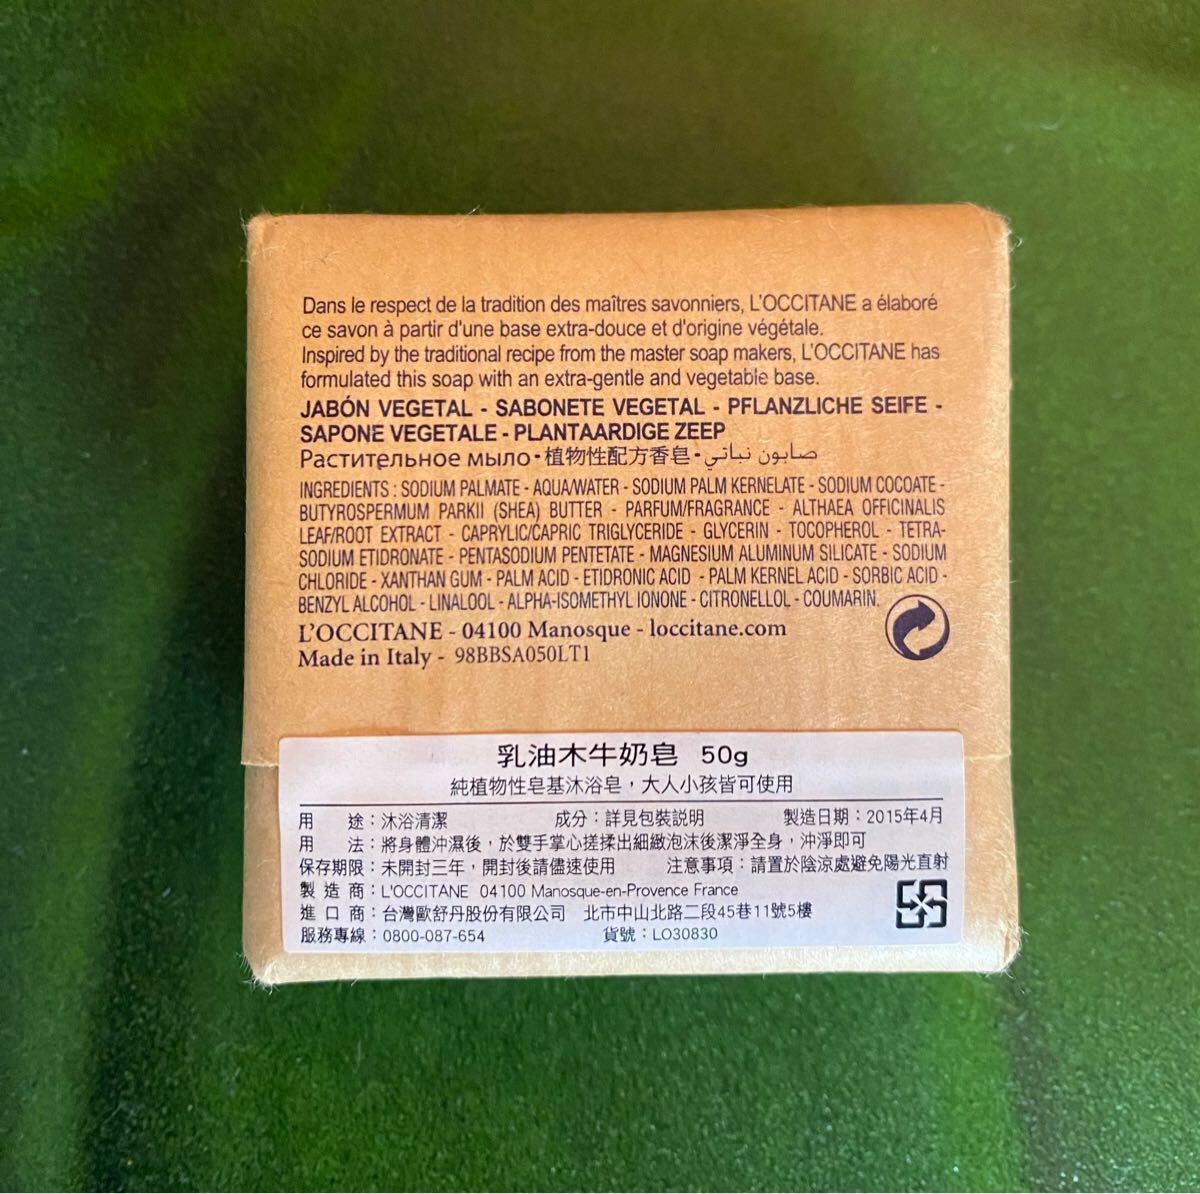 Dans le respect de la tradition des maîtres savonniers, L'OCCITANE a élaboré
ce savon à partir d'une base extra-douce et d'origine végétale.
Inspired by the traditional recipe from the master soap makers, L'OCCITANE has
formulated this soap with an extra-gentle and vegetable base.
JABÓN VEGETAL - SABONETE VEGETAL - PFLANZLICHE SEIFE -
SAPONE VEGETALE - PLANTAARDIGE ZEEP
Растительное мыло - 植物性配方香皂 - صابون نباتي
INGREDIENTS : SODIUM PALMATE - AQUA/WATER - SODIUM PALM KERNELATE - SODIUM COCOATE -
BUTYROSPERMUM PARKII (SHEA) BUTTER - PARFUM/FRAGRANCE - ALTHAEA OFFICINALIS
LEAF/ROOT EXTRACT - CAPRYLIC/CAPRIC TRIGLYCERIDE - GLYCERIN - TOCOPHEROL - TETRA-
SODIUM ETIDRONATE - PENTASODIUM PENTETATE - MAGNESIUM ALUMINUM SILICATE - SODIUM
CHLORIDE - XANTHAN GUM - PALM ACID - ETIDRONIC ACID - PALM KERNEL ACID - SORBIC ACID -
BENZYL ALCOHOL - LINALOOL - ALPHA-ISOMETHYL IONONE - CITRONELLOL - COUMARIN.
L'OCCITANE - 04100 Manosque - loccitane.com
Made in Italy - 98BBSA050LT1
乳油木牛奶皂 50g
純植物性皂基沐浴皂，大人小孩皆可使用
用 途：沐浴清潔 成分：詳見包裝說明 製造日期：2015年4月
用 法：將身體沖濕後，於雙手掌心搓揉出細緻泡沫後潔淨全身，沖淨即可
保存期限：未開封三年，開封後請儘速使用 注意事項：請置於陰涼處避免陽光直射
製 造 商：L'OCCITANE 04100 Manosque-en-Provence France
進 口 商：台灣歐舒丹股份有限公司 北市中山北路二段45巷11號5樓
服務專線：0800-087-654 貨號：LO30830